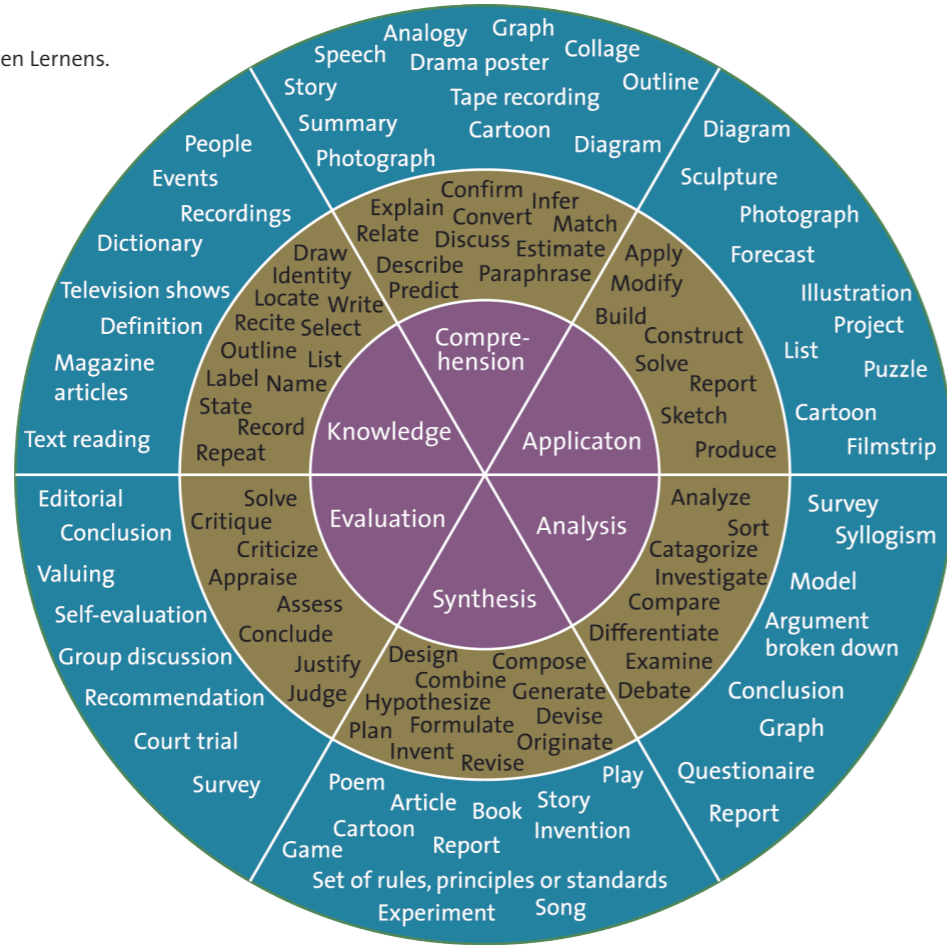 en Lernens.
Analogy
Graph
Speech
Collage
Drama poster
Story
Outline
Tape recording
Summary
Cartoon
Photograph
Diagram
Diagram
Sculpture
Photograph
Forecast
Illustration
Project
List
Puzzle
Cartoon
Filmstrip
Survey
Syllogism
Model
Argument
broken down
Conclusion
Graph
Questionaire
Report
Play
Poem
Article
Book
Story
Cartoon
Invention
Game
Report
Set of rules, principles or standards
Experiment
Song
Editorial
Conclusion
Valuing
Self-evaluation
Group discussion
Recommendation
Court trial
Survey
People
Events
Recordings
Dictionary
Television shows
Definition
Magazine
articles
Text reading
Confirm
Infer
Explain
Convert
Match
Relate
Discuss
Estimate
Describe
Paraphrase
Predict
Apply
Modify
Build
Construct
Solve
Report
Sketch
Produce
Analyze
Sort
Catagorize
Investigate
Compare
Differentiate
Examine
Debate
Design
Compose
Combine
Hypothesize
Generate
Formulate
Devise
Plan
Invent
Originate
Revise
Solve
Critique
Criticize
Appraise
Assess
Conclude
Justify
Judge
Draw
Identity
Locate
Write
Recite
Select
Outline
List
Label
Name
State
Record
Repeat
Compre-
hension
Knowledge
Applicaton
Evaluation
Analysis
Synthesis